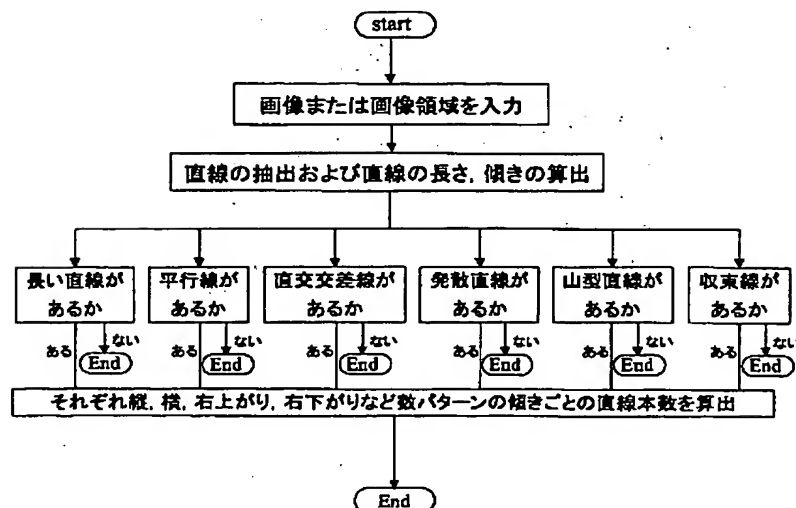 start
画像または画像領域を入力
直線の抽出および直線の長さ, 傾きの算出
長い直線が
あるか
平行線が
あるか
直交交差線が
あるか
発散直線が
あるか
山型直線が
あるか
収束線が
あるか
ある
ない
End
ある
ない
End
ある
ない
End
ある
ない
End
ある
ない
End
ある
ない
End
それぞれ縦, 横, 右上がり, 右下がりなど数パターンの傾きごとの直線本数を算出
End